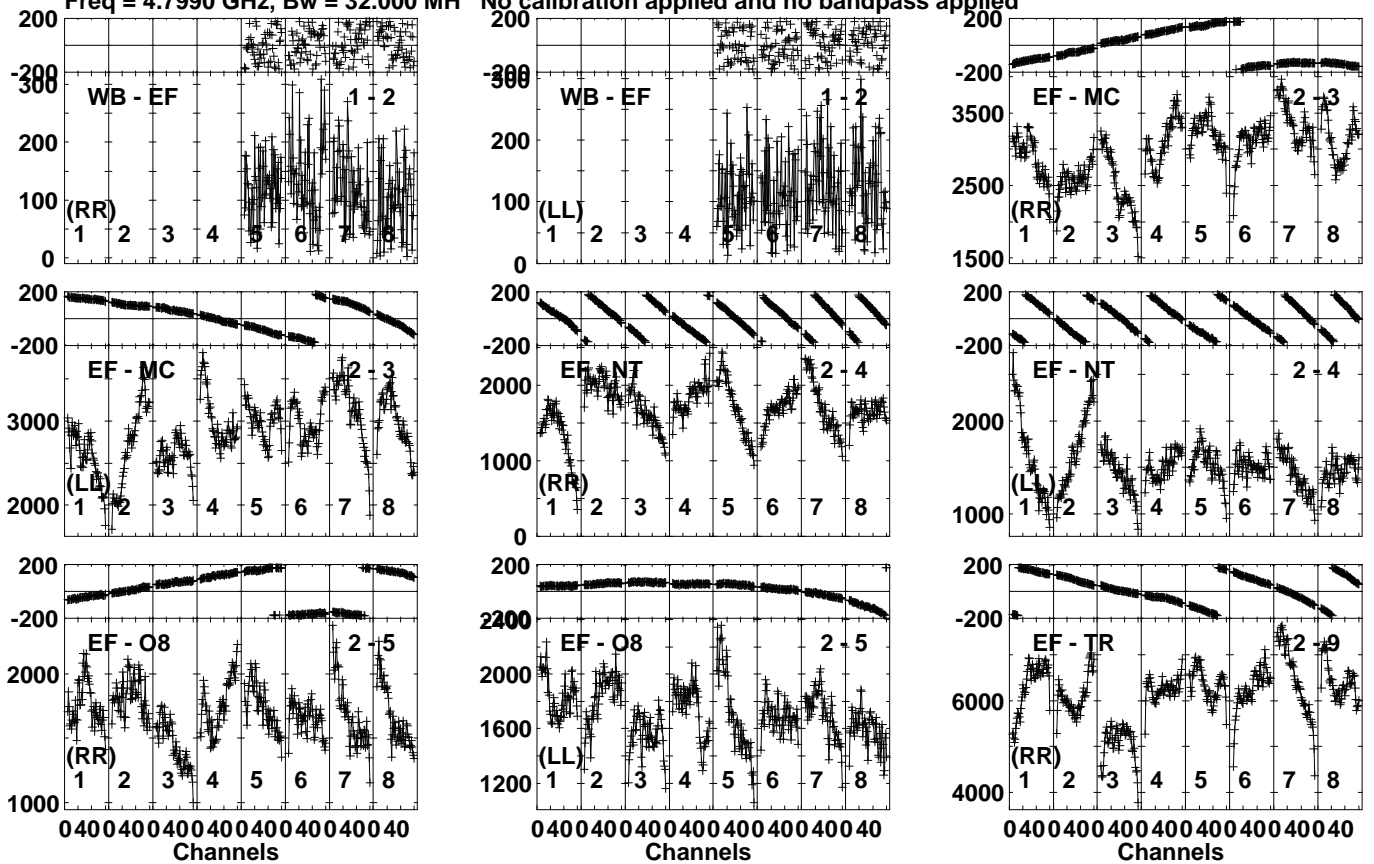 Freq = 4.7990 GHz, Bw = 32.000 MH No calibration applied and no bandpass applied
200
-200
300
200
100
0
WB - EF 1 - 2
(RR)
1 2 3 4 5 6 7 8
200
-200
300
200
100
0
WB - EF 1 - 2
(LL)
1 2 3 4 5 6 7 8
200
-200
3500
2500
1500
EF - MC 2 - 3
(RR)
1 2 3 4 5 6 7 8
200
-200
3000
2000
EF - MC 2 - 3
(LL)
1 2 3 4 5 6 7 8
200
-200
2000
1000
0
EF - NT 2 - 4
(RR)
1 2 3 4 5 6 7 8
200
-200
2000
1000
EF - NT 2 - 4
(LL)
1 2 3 4 5 6 7 8
200
-200
2000
1000
EF - O8 2 - 5
(RR)
1 2 3 4 5 6 7 8
0 40 0 40 0 40 0 40 0 40 0 40 0 40 0 40
Channels
200
-200
2400
2000
1600
1200
EF - O8 2 - 5
(LL)
1 2 3 4 5 6 7 8
0 40 0 40 0 40 0 40 0 40 0 40 0 40 0 40
Channels
200
-200
6000
4000
EF - TR 2 - 9
(RR)
1 2 3 4 5 6 7 8
0 40 0 40 0 40 0 40 0 40 0 40 0 40 0 40
Channels